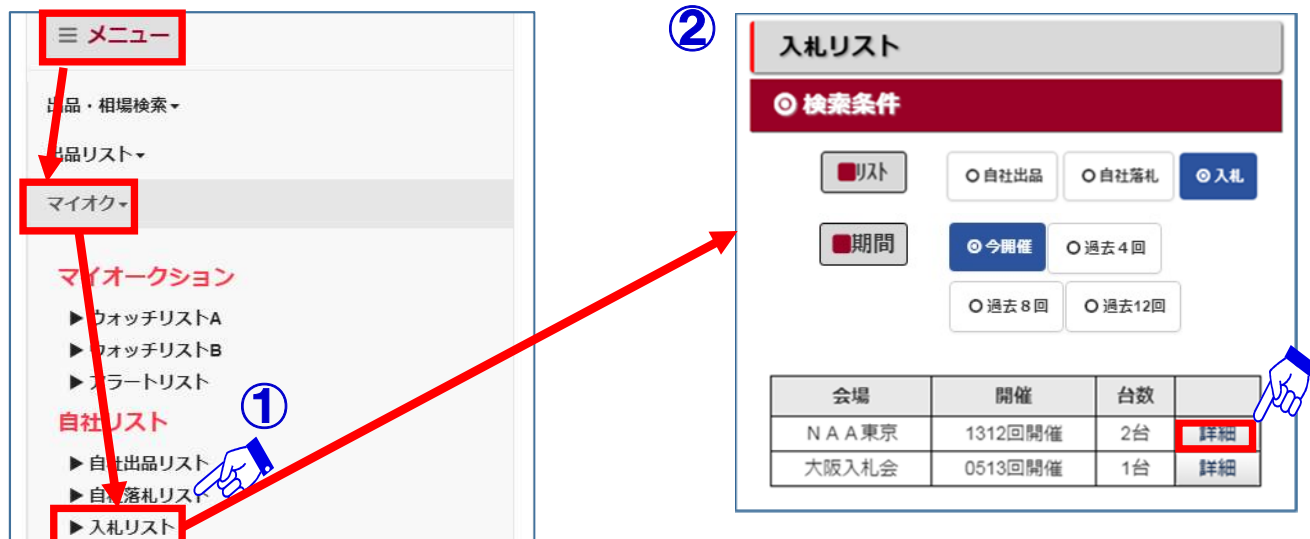 ☰ メニュー
出品・相場検索▾
出品リスト▾
マイオク▾
マイオークション
▶ ウォッチリストA
▶ ウォッチリストB
▶ アラートリスト
自社リスト
①
▶ 自社出品リスト
▶ 自社落札リスト
▶ 入札リスト
②
入札リスト
◎ 検索条件
■リスト ○自社出品 ○自社落札 ◎入札
■期間 ◎今開催 ○過去4回
○過去8回 ○過去12回
会場 開催 台数
NAA東京 1312回開催 2台 詳細
大阪入札会 0513回開催 1台 詳細